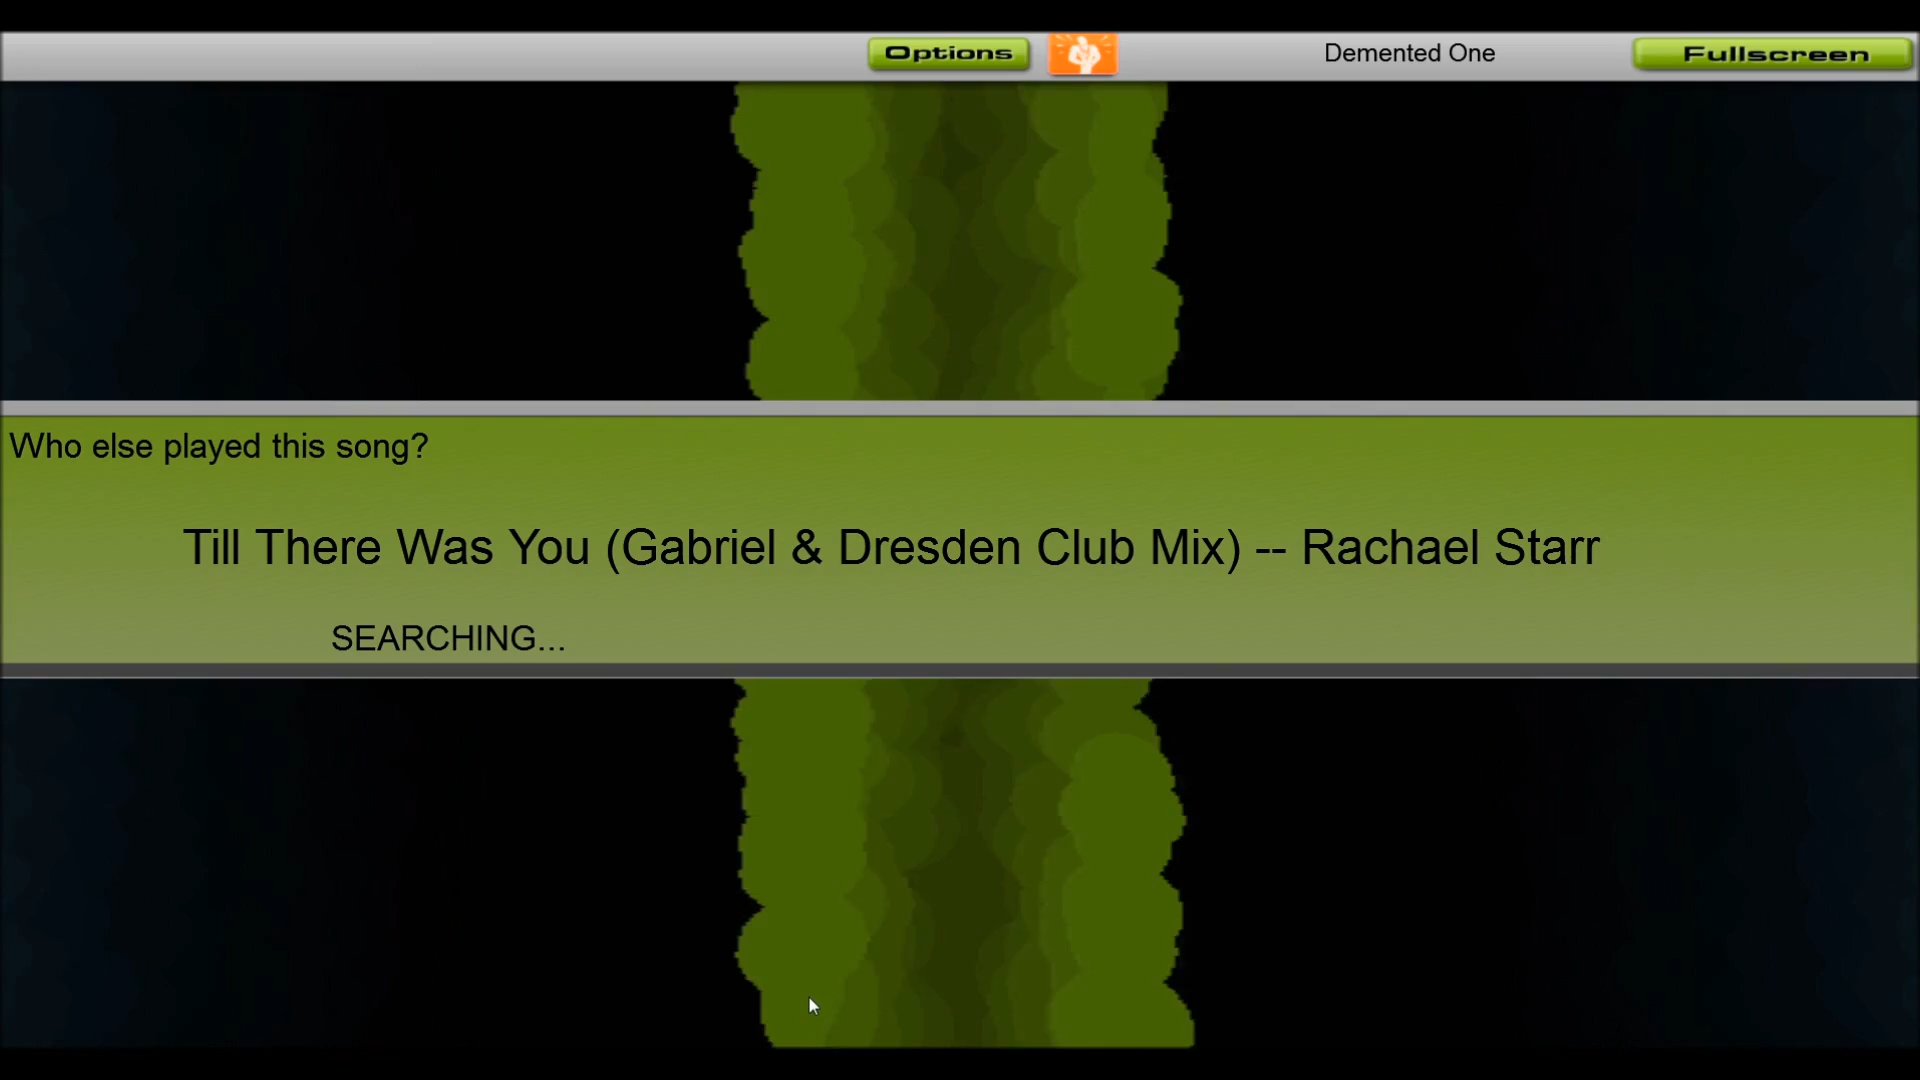 Options
Demented One
Fullscreen
Who else played this song?
Till There Was You (Gabriel & Dresden Club Mix) -- Rachael Starr
SEARCHING...